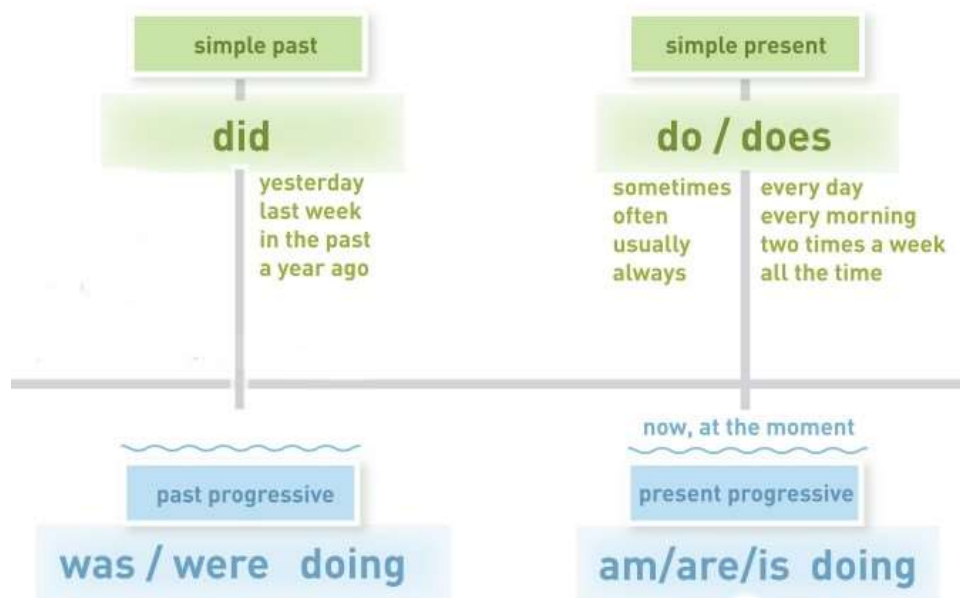 simple past
did
yesterday
last week
in the past
a year ago
simple present
do / does
sometimes
often
usually
always
every day
every morning
two times a week
all the time
past progressive
was / were doing
now, at the moment
present progressive
am/are/is doing